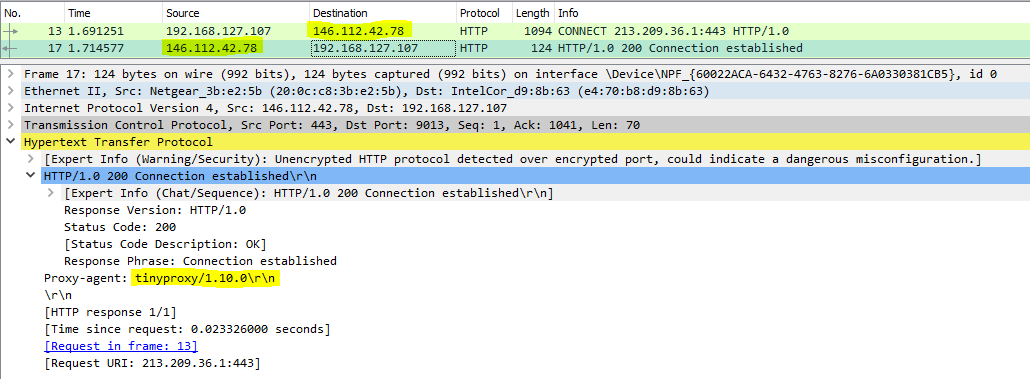 No. Time Source Destination Protocol Length Info
13 1.691251 192.168.127.107 146.112.42.78 HTTP 1094 CONNECT 213.209.36.1:443 HTTP/1.0
17 1.714577 146.112.42.78 192.168.127.107 HTTP 124 HTTP/1.0 200 Connection established
Frame 17: 124 bytes on wire (992 bits), 124 bytes captured (992 bits) on interface \Device\NPF_{60022ACA-6432-4763-8276-6A0330381CB5}, id 0
Ethernet II, Src: Netgear_3b:e2:5b (20:0c:c8:3b:e2:5b), Dst: IntelCor_d9:8b:63 (e4:70:b8:d9:8b:63)
Internet Protocol Version 4, Src: 146.112.42.78, Dst: 192.168.127.107
Transmission Control Protocol, Src Port: 443, Dst Port: 9013, Seq: 1, Ack: 1041, Len: 70
Hypertext Transfer Protocol
[Expert Info (Warning/Security): Unencrypted HTTP protocol detected over encrypted port, could indicate a dangerous misconfiguration.]
HTTP/1.0 200 Connection established\r\n
[Expert Info (Chat/Sequence): HTTP/1.0 200 Connection established\r\n]
Response Version: HTTP/1.0
Status Code: 200
[Status Code Description: OK]
Response Phrase: Connection established
Proxy-agent: tinyproxy/1.10.0\r\n
\r\n
[HTTP response 1/1]
[Time since request: 0.023326000 seconds]
[Request in frame: 13]
[Request URI: 213.209.36.1:443]